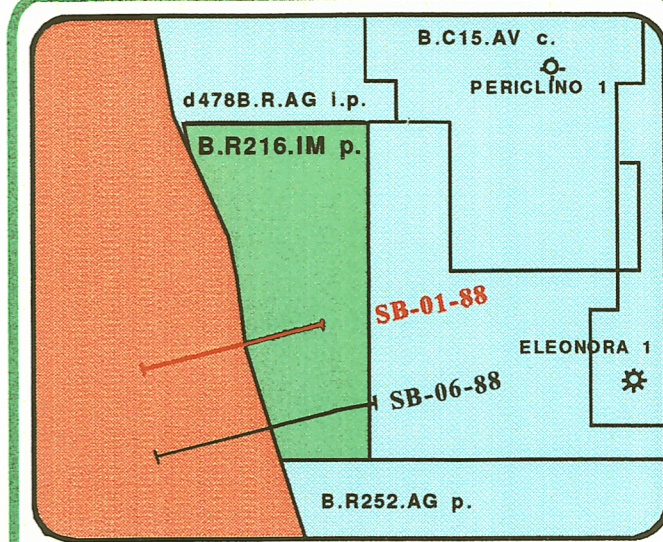 B.C15.AV c.
PERICLINO 1
d478B.R.AG i.p.
B.R216.IM p.
SB-01-88
ELEONORA 1
SB-06-88
B.R252.AG p.